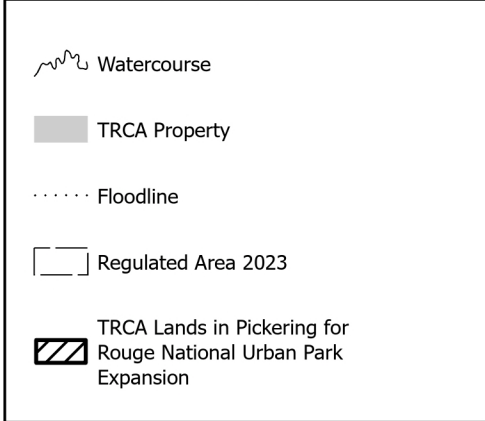 Watercourse
TRCA Property
Floodline
Regulated Area 2023
TRCA Lands in Pickering for
Rouge National Urban Park
Expansion